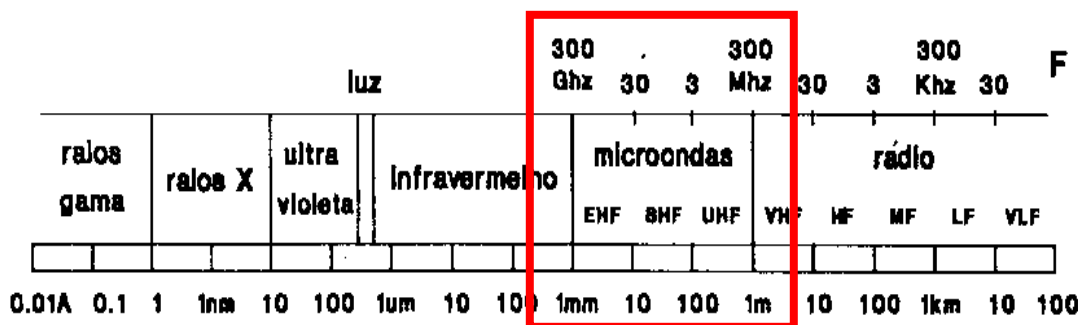 300 300 300 F
luz Ghz 30 3 Mhz 30 3 Khz 30
raios gama
raios X
ultra violeta
infravermelho
microondas
rádio
EHF SHF UHF VHF HF MF LF VLF
0.01A 0.1 1 1nm 10 100 1um 10 100 1mm 10 100 1m 10 100 1km 10 100